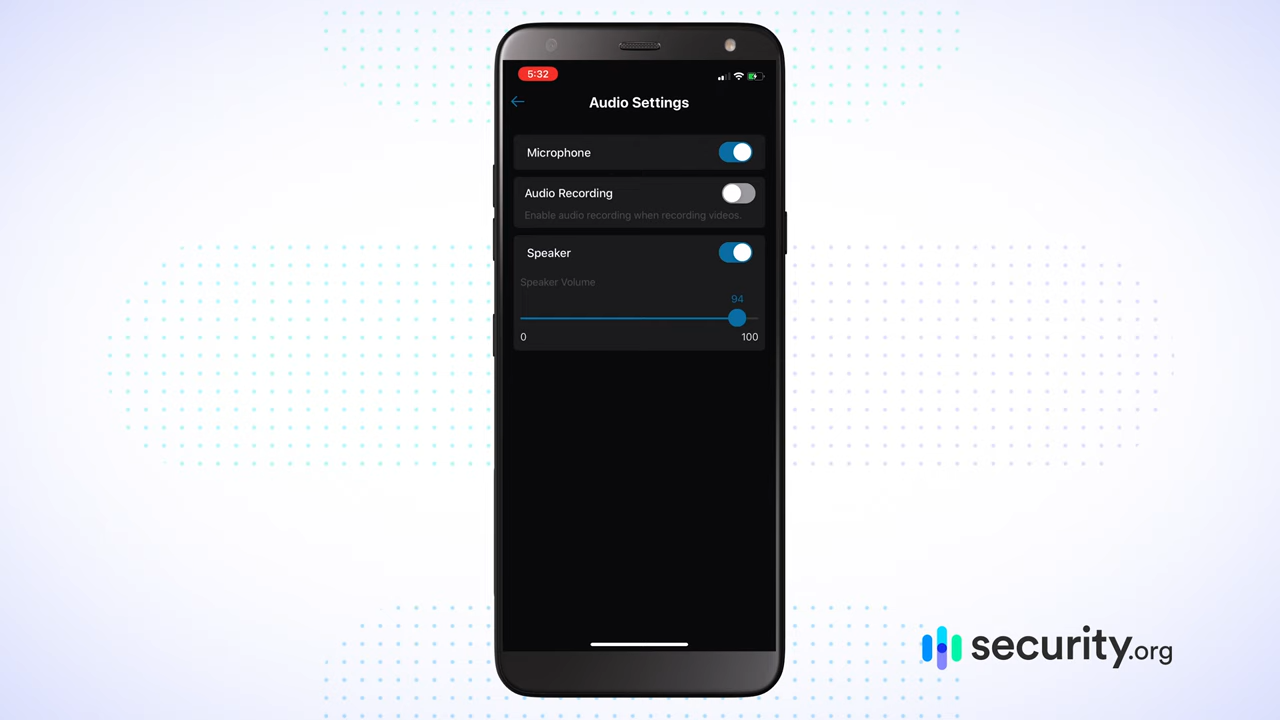 5:32
Audio Settings
Microphone
Audio Recording
Enable audio recording when recording videos.
Speaker
Speaker Volume
94
0 100
security.org